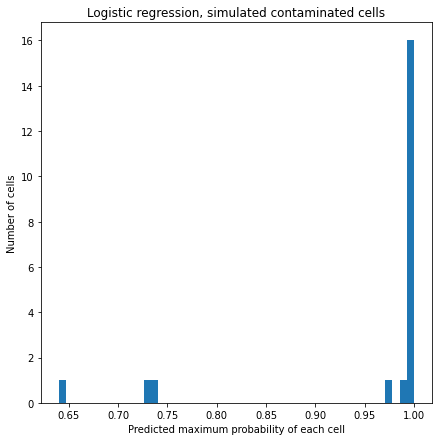 Logistic regression, simulated contaminated cells
16
14
12
10
8
6
4
2
0
Number of cells
0.65 0.70 0.75 0.80 0.85 0.90 0.95 1.00
Predicted maximum probability of each cell